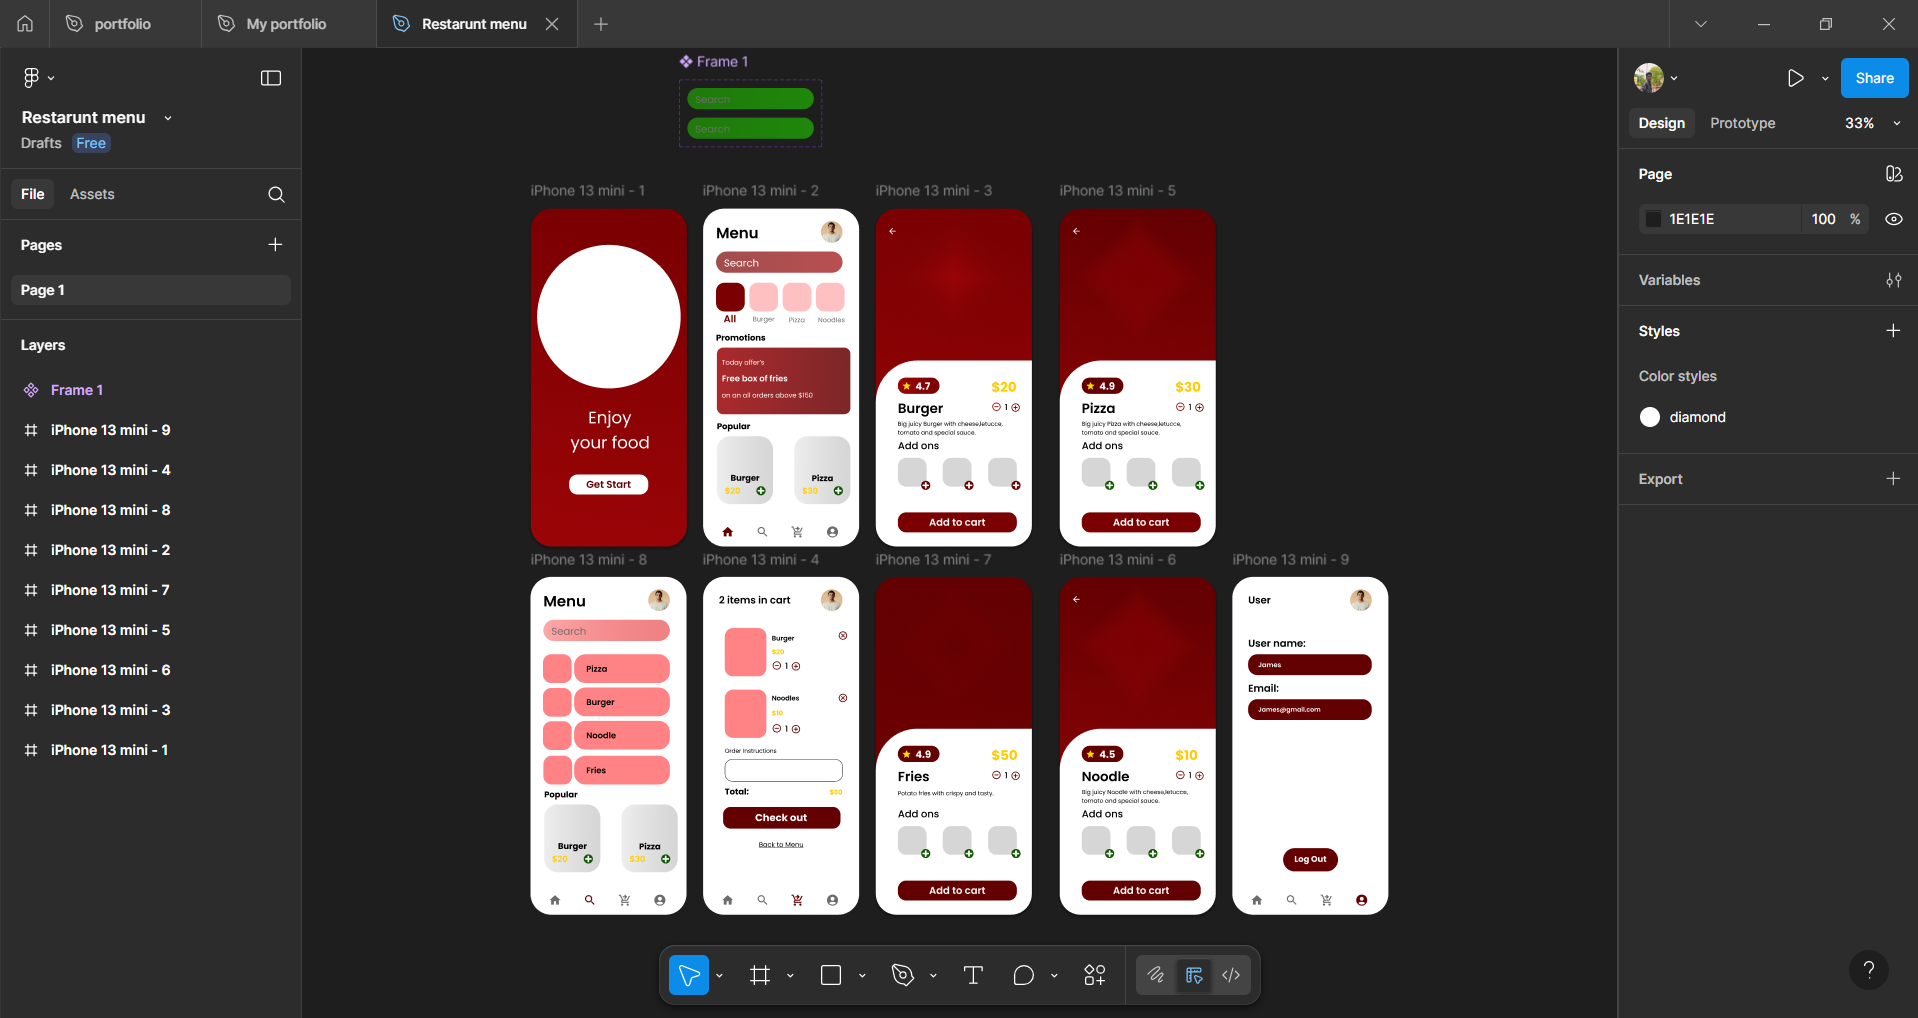 portfolio
My portfolio
Restarunt menu
Restarunt menu
Drafts Free
File Assets
Pages
Page 1
Layers
Frame 1
iPhone 13 mini - 9
iPhone 13 mini - 4
iPhone 13 mini - 8
iPhone 13 mini - 2
iPhone 13 mini - 7
iPhone 13 mini - 5
iPhone 13 mini - 6
iPhone 13 mini - 3
iPhone 13 mini - 1
Frame 1
Search
Search
iPhone 13 mini - 1
Enjoy
your food
Get Start
iPhone 13 mini - 2
Menu
Search
All Burger Pizza Noodles
Promotions
Today offer's
Free box of fries
on on all orders above $150
Popular
Burger Pizza
$20 $30
iPhone 13 mini - 3
4.7 $20
Burger 1
Big juicy Burger with cheese,letucce,
tomato and special sauce.
Add ons
Add to cart
iPhone 13 mini - 5
4.9 $30
Pizza 1
Big juicy Pizza with cheese,letucce,
tomato and special sauce.
Add ons
Add to cart
iPhone 13 mini - 8
Menu
Search
Pizza
Burger
Noodle
Fries
Popular
Burger Pizza
$20 $30
iPhone 13 mini - 4
2 items in cart
Burger
$20
1
Noodles
$10
1
Order Instructions
Total: $30
Check out
Back to Menu
iPhone 13 mini - 7
4.9 $50
Fries 1
Potato fries with crispy and tasty.
Add ons
Add to cart
iPhone 13 mini - 6
4.5 $10
Noodle 1
Big juicy Noodle with cheese,letucce,
tomato and special sauce.
Add ons
Add to cart
iPhone 13 mini - 9
User
User name:
James
Email:
James@gmail.com
Log Out
Share
Design Prototype 33%
Page
1E1E1E 100 %
Variables
Styles
Color styles
diamond
Export
?